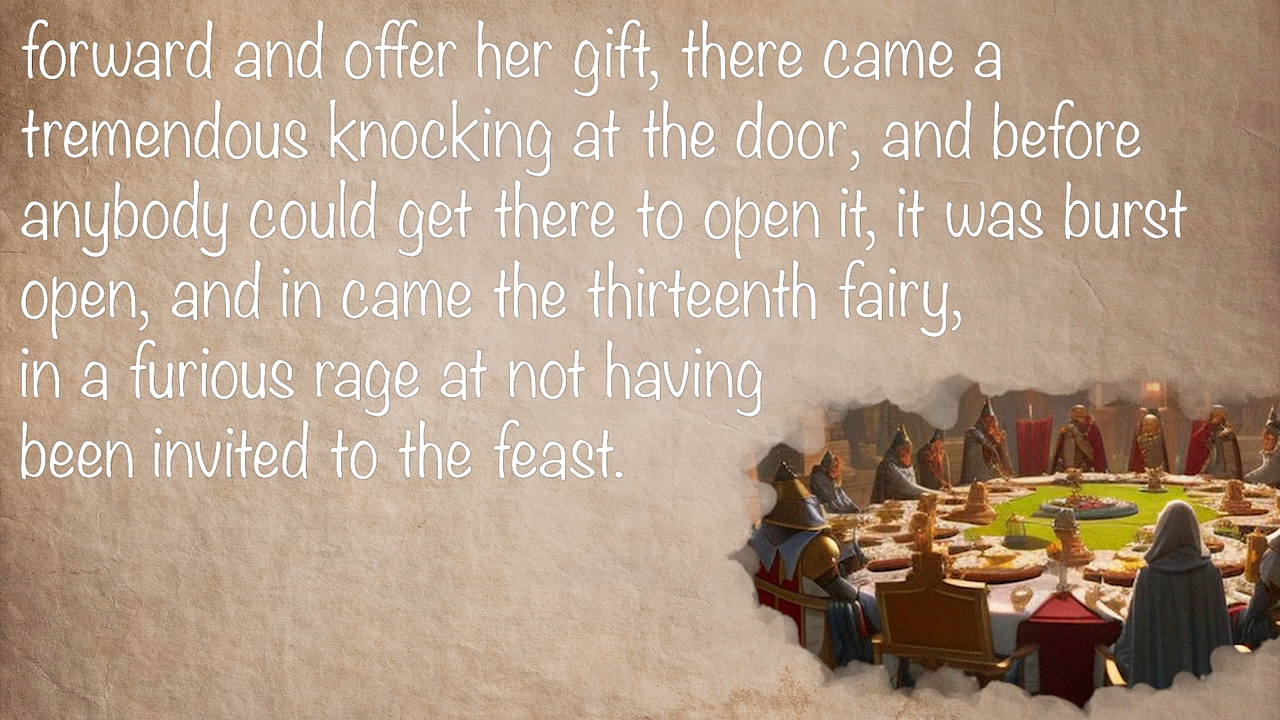 forward and offer her gift, there came a
tremendous knocking at the door, and before
anybody could get there to open it, it was burst
open, and in came the thirteenth fairy,
in a furious rage at not having
been invited to the feast.